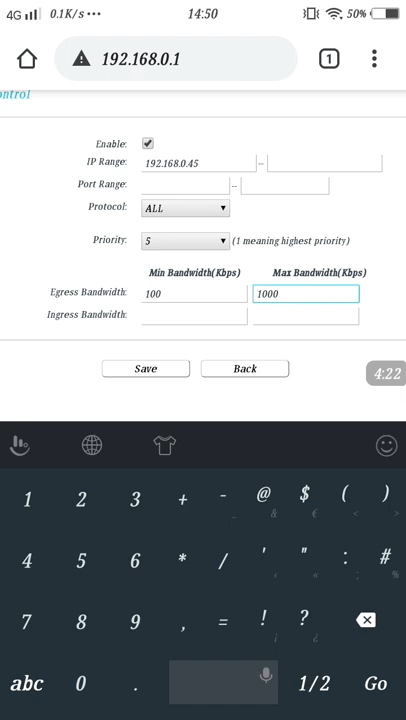 4G 0.1K/s ••• 14:50 50%
192.168.0.1 1
ontrol
Enable:
IP Range: 192.168.0.45 --
Port Range: --
Protocol: ALL
Priority: 5 (1 meaning highest priority)
Min Bandwidth(Kbps) Max Bandwidth(Kbps)
Egress Bandwidth: 100 1000
Ingress Bandwidth:
Save Back
4:22
1 2 3 + - _ @ & $ € ( < ) >
4 5 6 * / ' ‹ " « : ; # %
7 8 9 , = ! ¡ ? ¿
abc 0 . 1/2 Go